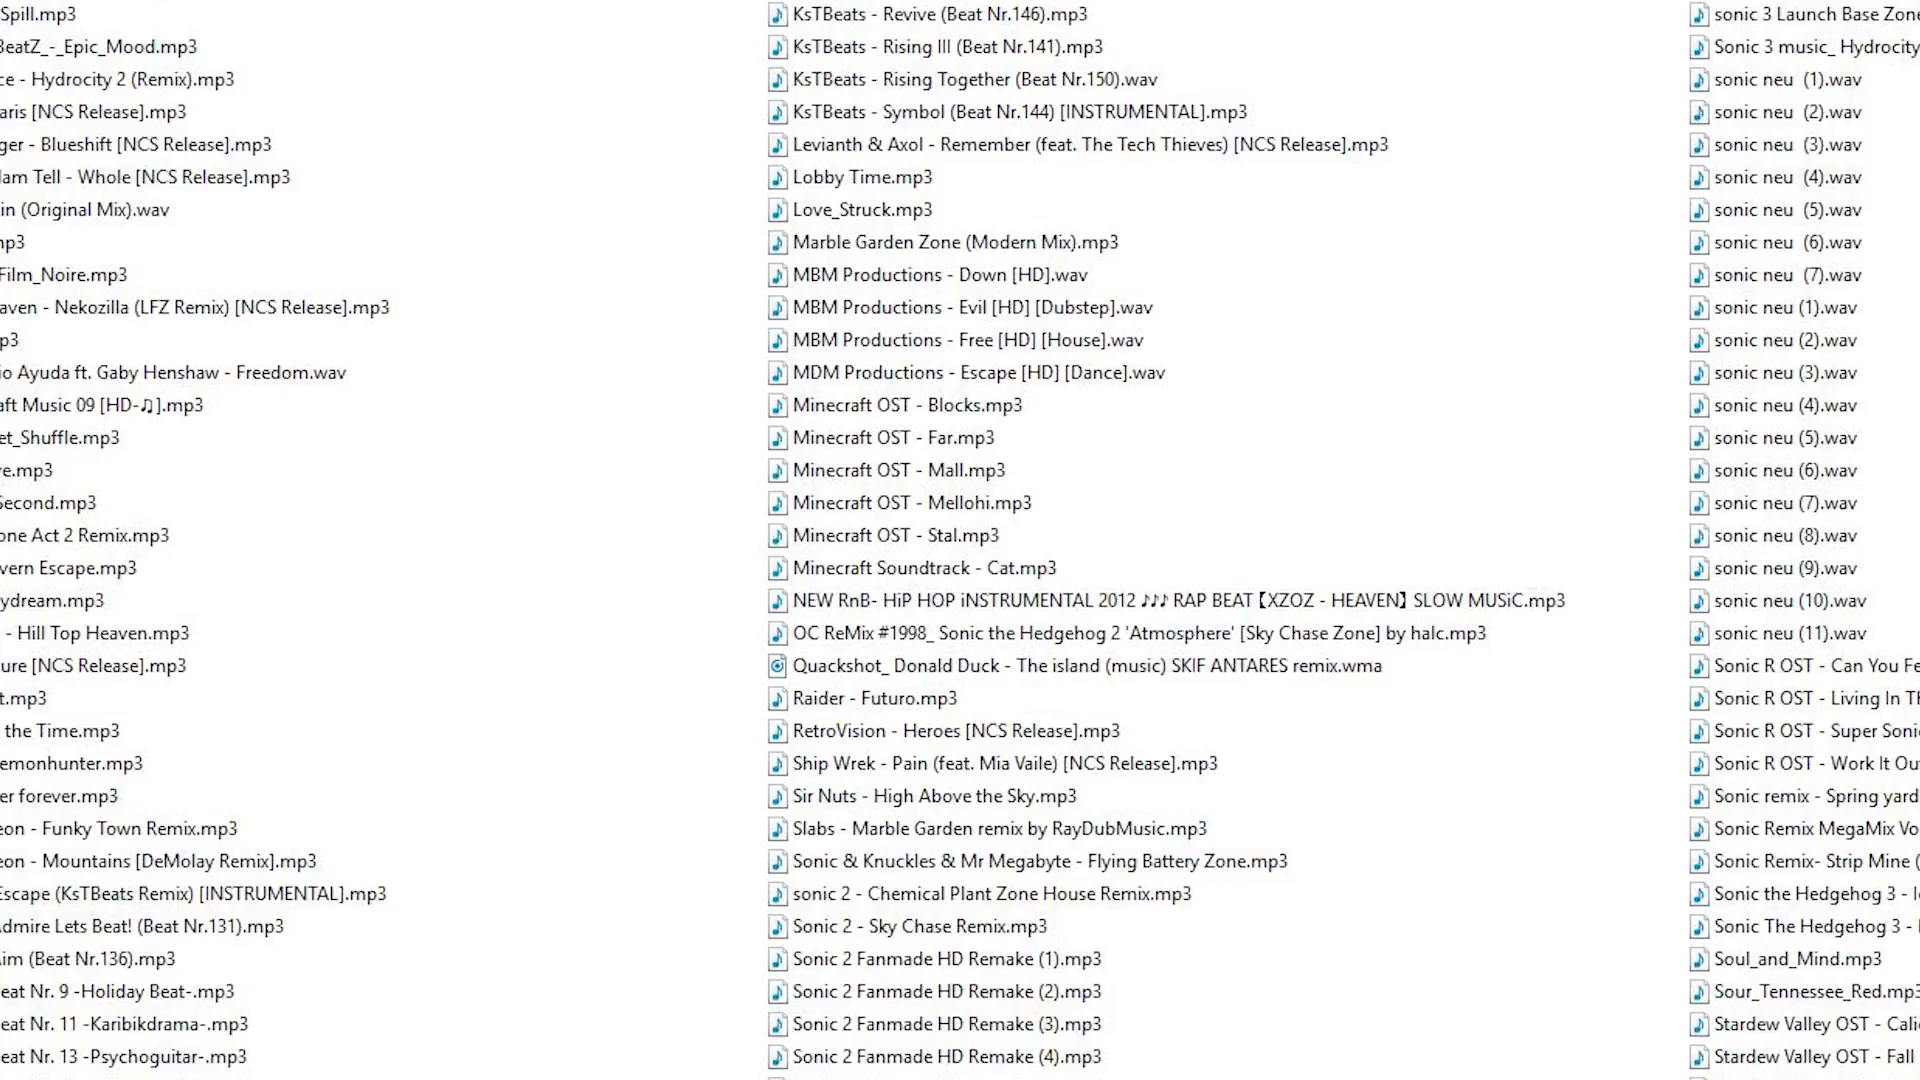 Spill.mp3
BeatZ_-_Epic_Mood.mp3
ce - Hydrocity 2 (Remix).mp3
aris [NCS Release].mp3
ger - Blueshift [NCS Release].mp3
lam Tell - Whole [NCS Release].mp3
in (Original Mix).wav
np3
Film_Noire.mp3
aven - Nekozilla (LFZ Remix) [NCS Release].mp3
p3
io Ayuda ft. Gaby Henshaw - Freedom.wav
aft Music 09 [HD-♫].mp3
et_Shuffle.mp3
ve.mp3
Second.mp3
one Act 2 Remix.mp3
vern Escape.mp3
ydream.mp3
- Hill Top Heaven.mp3
ure [NCS Release].mp3
t.mp3
the Time.mp3
emonhunter.mp3
er forever.mp3
eon - Funky Town Remix.mp3
eon - Mountains [DeMolay Remix].mp3
Escape (KsTBeats Remix) [INSTRUMENTAL].mp3
Admire Lets Beat! (Beat Nr.131).mp3
Aim (Beat Nr.136).mp3
eat Nr. 9 -Holiday Beat-.mp3
eat Nr. 11 -Karibikdrama-.mp3
eat Nr. 13 -Psychoguitar-.mp3
KsTBeats - Revive (Beat Nr.146).mp3
KsTBeats - Rising III (Beat Nr.141).mp3
KsTBeats - Rising Together (Beat Nr.150).wav
KsTBeats - Symbol (Beat Nr.144) [INSTRUMENTAL].mp3
Levianth & Axol - Remember (feat. The Tech Thieves) [NCS Release].mp3
Lobby Time.mp3
Love_Struck.mp3
Marble Garden Zone (Modern Mix).mp3
MBM Productions - Down [HD].wav
MBM Productions - Evil [HD] [Dubstep].wav
MBM Productions - Free [HD] [House].wav
MDM Productions - Escape [HD] [Dance].wav
Minecraft OST - Blocks.mp3
Minecraft OST - Far.mp3
Minecraft OST - Mall.mp3
Minecraft OST - Mellohi.mp3
Minecraft OST - Stal.mp3
Minecraft Soundtrack - Cat.mp3
NEW RnB- HiP HOP iNSTRUMENTAL 2012 ♪♪♪ RAP BEAT【XZOZ - HEAVEN】SLOW MUSiC.mp3
OC ReMix #1998_ Sonic the Hedgehog 2 'Atmosphere' [Sky Chase Zone] by halc.mp3
Quackshot_ Donald Duck - The island (music) SKIF ANTARES remix.wma
Raider - Futuro.mp3
RetroVision - Heroes [NCS Release].mp3
Ship Wrek - Pain (feat. Mia Vaile) [NCS Release].mp3
Sir Nuts - High Above the Sky.mp3
Slabs - Marble Garden remix by RayDubMusic.mp3
Sonic & Knuckles & Mr Megabyte - Flying Battery Zone.mp3
sonic 2 - Chemical Plant Zone House Remix.mp3
Sonic 2 - Sky Chase Remix.mp3
Sonic 2 Fanmade HD Remake (1).mp3
Sonic 2 Fanmade HD Remake (2).mp3
Sonic 2 Fanmade HD Remake (3).mp3
Sonic 2 Fanmade HD Remake (4).mp3
sonic 3 Launch Base Zone
Sonic 3 music_ Hydrocity
sonic neu  (1).wav
sonic neu  (2).wav
sonic neu  (3).wav
sonic neu  (4).wav
sonic neu  (5).wav
sonic neu  (6).wav
sonic neu  (7).wav
sonic neu (1).wav
sonic neu (2).wav
sonic neu (3).wav
sonic neu (4).wav
sonic neu (5).wav
sonic neu (6).wav
sonic neu (7).wav
sonic neu (8).wav
sonic neu (9).wav
sonic neu (10).wav
sonic neu (11).wav
Sonic R OST - Can You Fe
Sonic R OST - Living In Th
Sonic R OST - Super Sonic
Sonic R OST - Work It Ou
Sonic remix - Spring yard
Sonic Remix MegaMix Vo
Sonic Remix- Strip Mine (
Sonic the Hedgehog 3 - I
Sonic The Hedgehog 3 -
Soul_and_Mind.mp3
Sour_Tennessee_Red.mp3
Stardew Valley OST - Cali
Stardew Valley OST - Fall